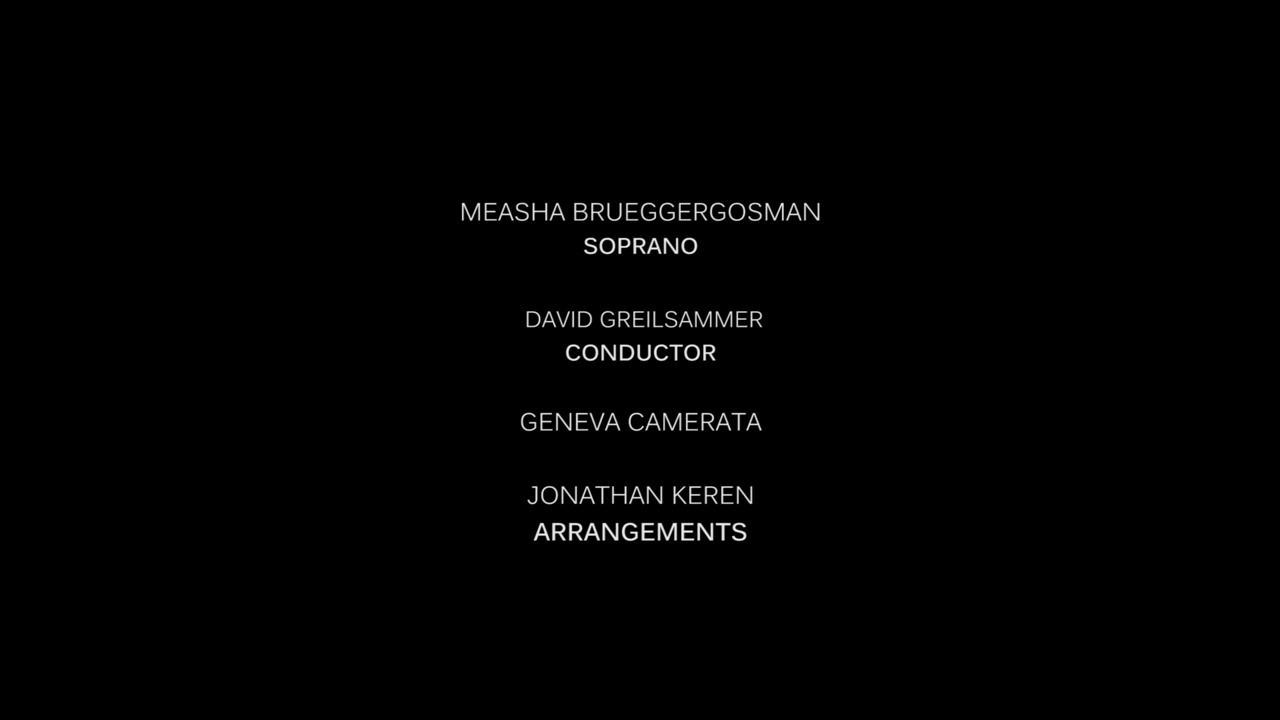 MEASHA BRUEGGERGOSMAN
SOPRANO
DAVID GREILSAMMER
CONDUCTOR
GENEVA CAMERATA
JONATHAN KEREN
ARRANGEMENTS